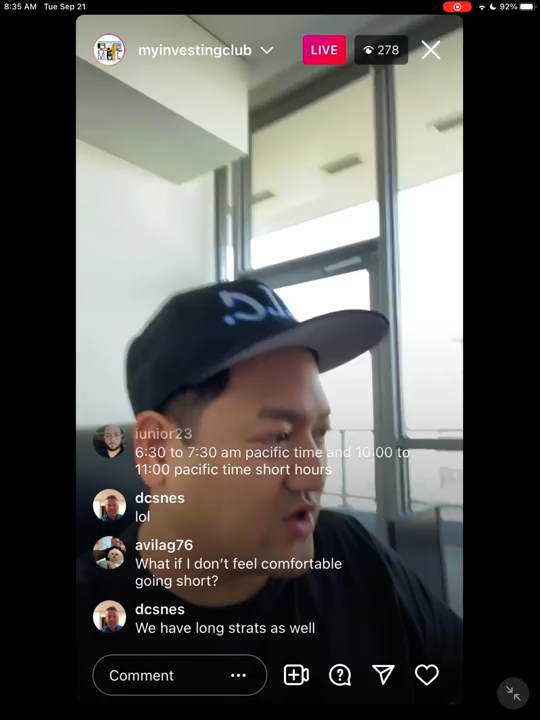 8:35 AM Tue Sep 21
92%
myinvestingclub
LIVE
278
iunior23
6:30 to 7:30 am pacific time and 10:00 to
11:00 pacific time short hours
dcsnes
lol
avilag76
What if I don't feel comfortable
going short?
dcsnes
We have long strats as well
Comment